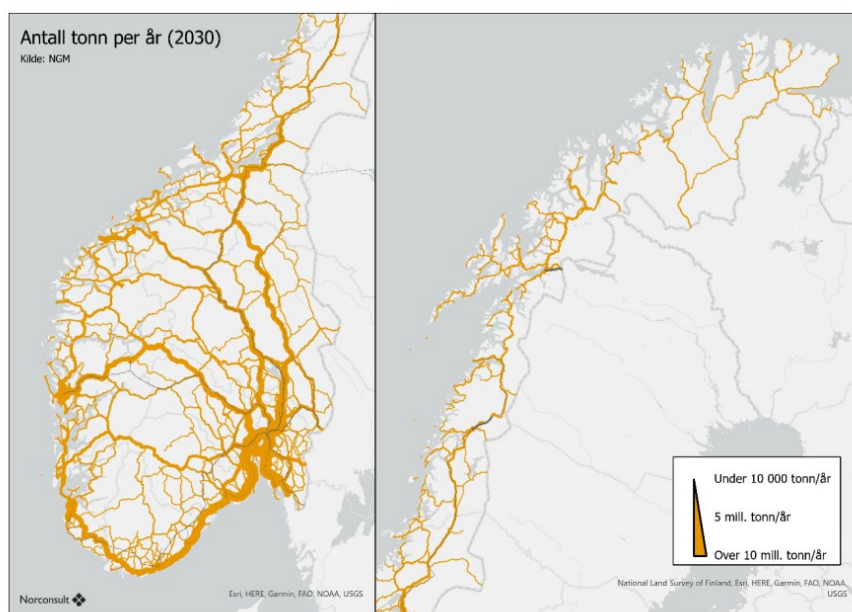 Antall tonn per år (2030)
Kilde: NGM
Norconsult
Esri, HERE, Garmin, FAO, NOAA, USGS
Under 10 000 tonn/år
5 mill. tonn/år
Over 10 mill. tonn/år
National Land Survey of Finland, Esri, HERE, Garmin, FAO, NOAA,
USGS